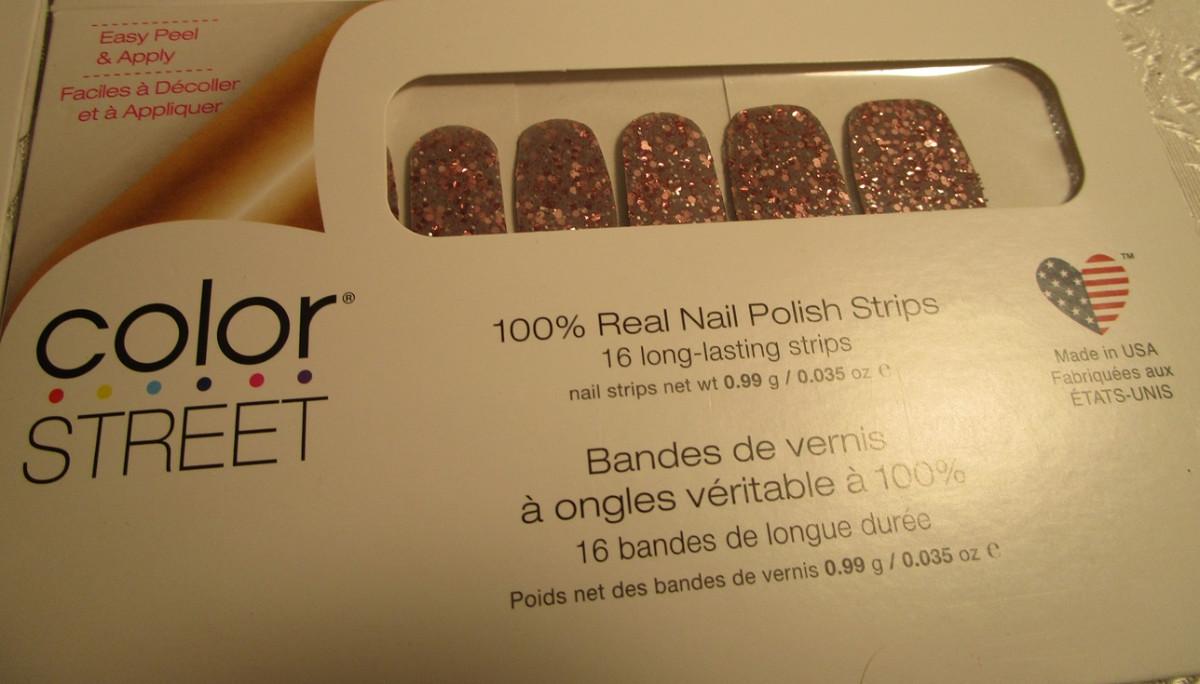 Easy Peel
& Apply
Faciles à Décoller
et à Appliquer
color®
STREET
100% Real Nail Polish Strips
16 long-lasting strips
nail strips net wt 0.99 g / 0.035 oz ℮
Bandes de vernis
à ongles véritable à 100%
16 bandes de longue durée
Poids net des bandes de vernis 0.99 g / 0.035 oz ℮
TM
Made in USA
Fabriquées aux
ÉTATS-UNIS